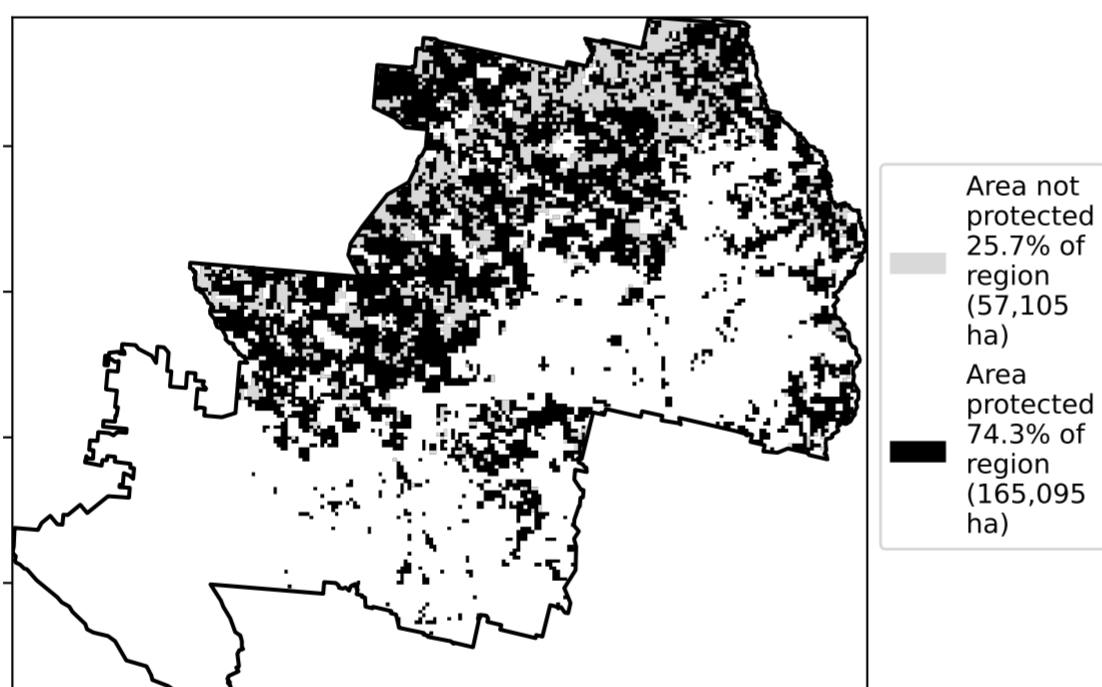 Area not
protected
25.7% of
region
(57,105
ha)
Area
protected
74.3% of
region
(165,095
ha)